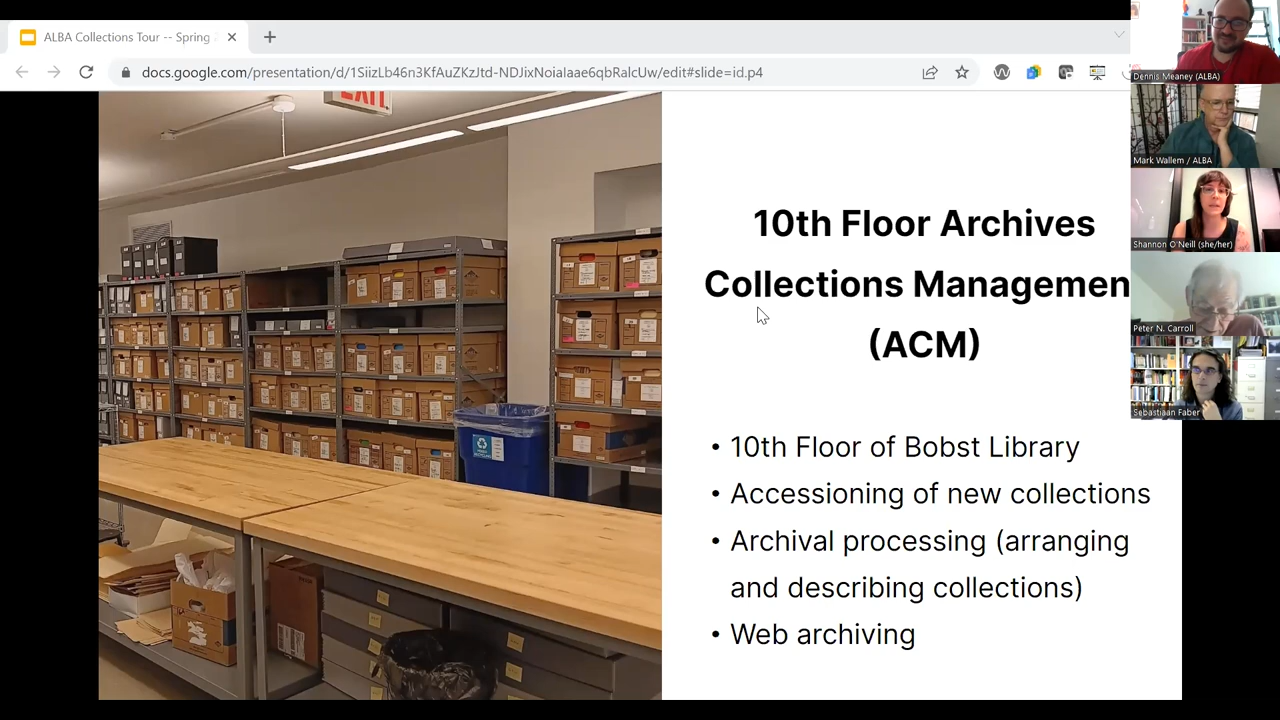 ALBA Collections Tour -- Spring
docs.google.com/presentation/d/1SiirLb46n3KfAuZKzJtd-NDJixNoialaae6qbRalcUw/edit#slide=id.p4
EXIT
10th Floor Archives
Collections Managemen
(ACM)
• 10th Floor of Bobst Library
• Accessioning of new collections
• Archival processing (arranging
and describing collections)
• Web archiving
Dennis Meaney (ALBA)
Mark Wallem / ALBA
Shannon O'Neill (she/her)
Peter N. Carroll
Sebastiaan Faber